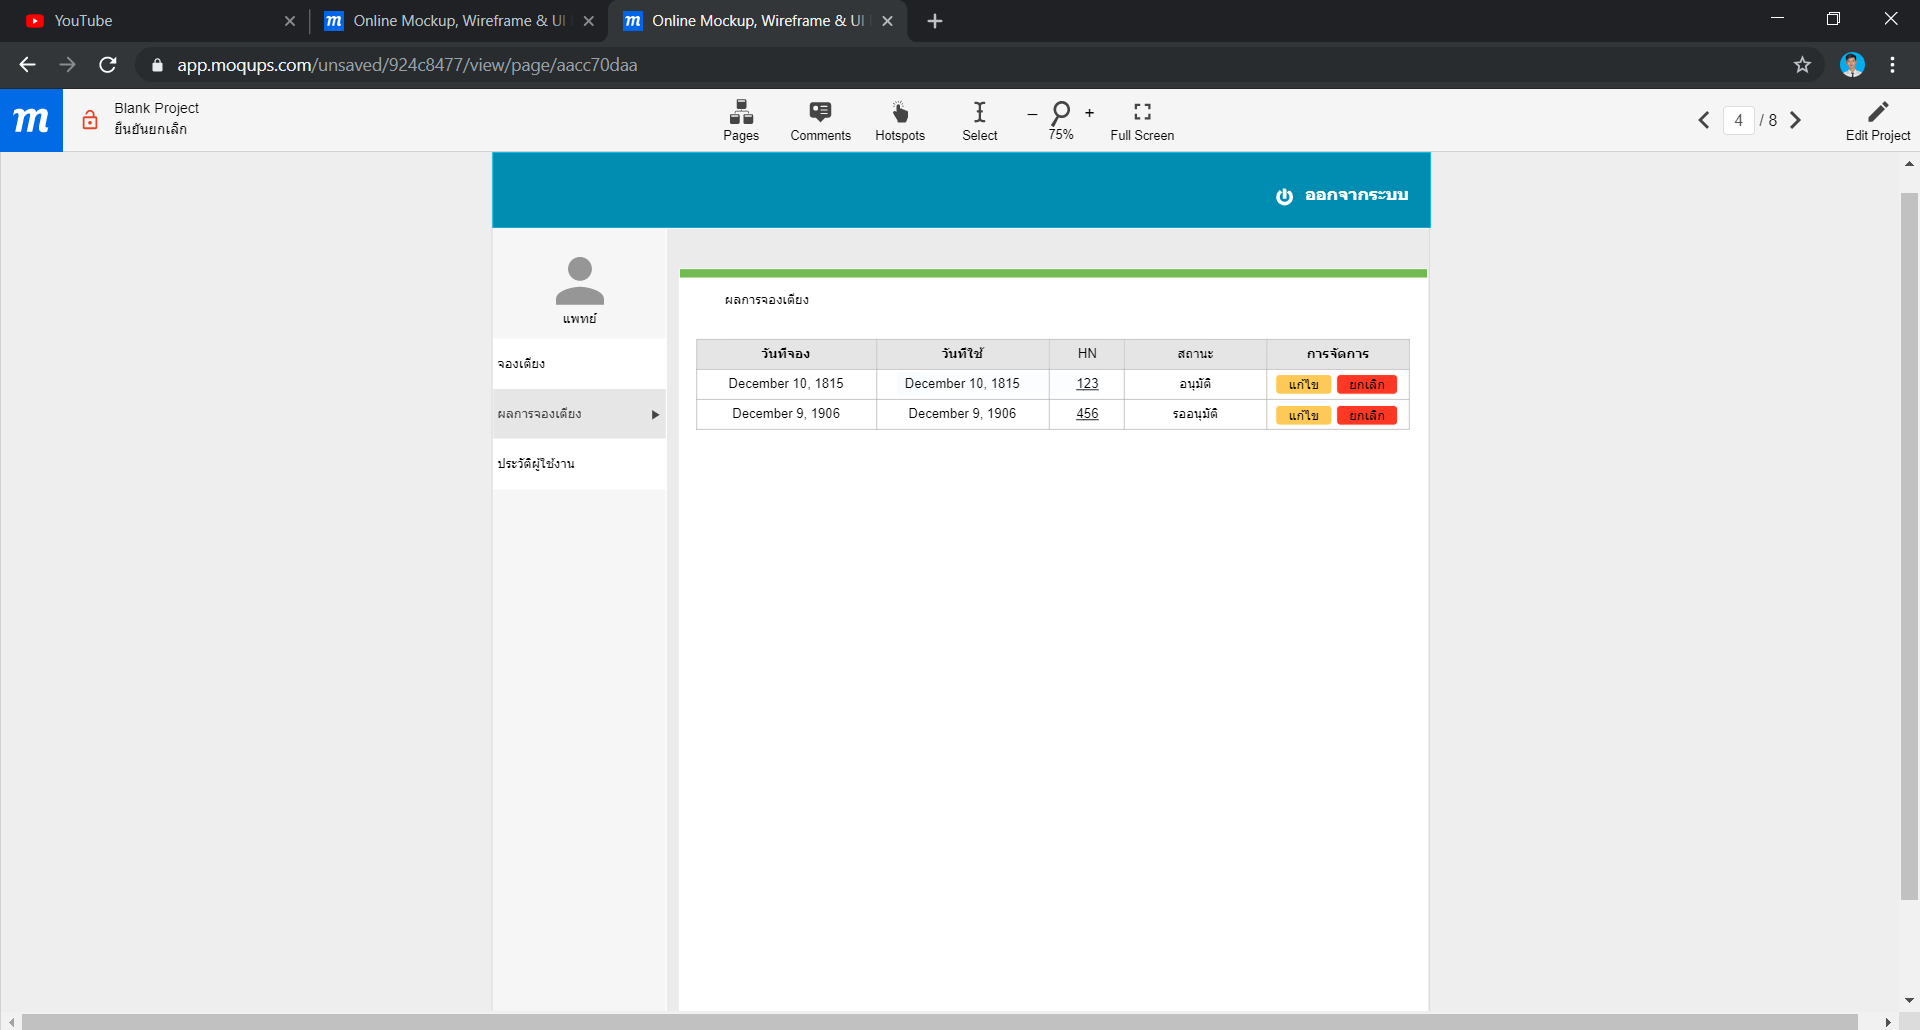 YouTube
Online Mockup, Wireframe & UI
Online Mockup, Wireframe & UI
app.moqups.com/unsaved/924c8477/view/page/aacc70daa
m
Blank Project
ยืนยันยกเลิก
Pages
Comments
Hotspots
Select
75%
Full Screen
4 / 8
Edit Project
ออกจากระบบ
แพทย์
จองเตียง
ผลการจองเตียง
ประวัติผู้ใช้งาน
ผลการจองเตียง
วันที่จอง วันที่ใช้ HN สถานะ การจัดการ
December 10, 1815 December 10, 1815 123 อนุมัติ แก้ไข ยกเลิก
December 9, 1906 December 9, 1906 456 รออนุมัติ แก้ไข ยกเลิก